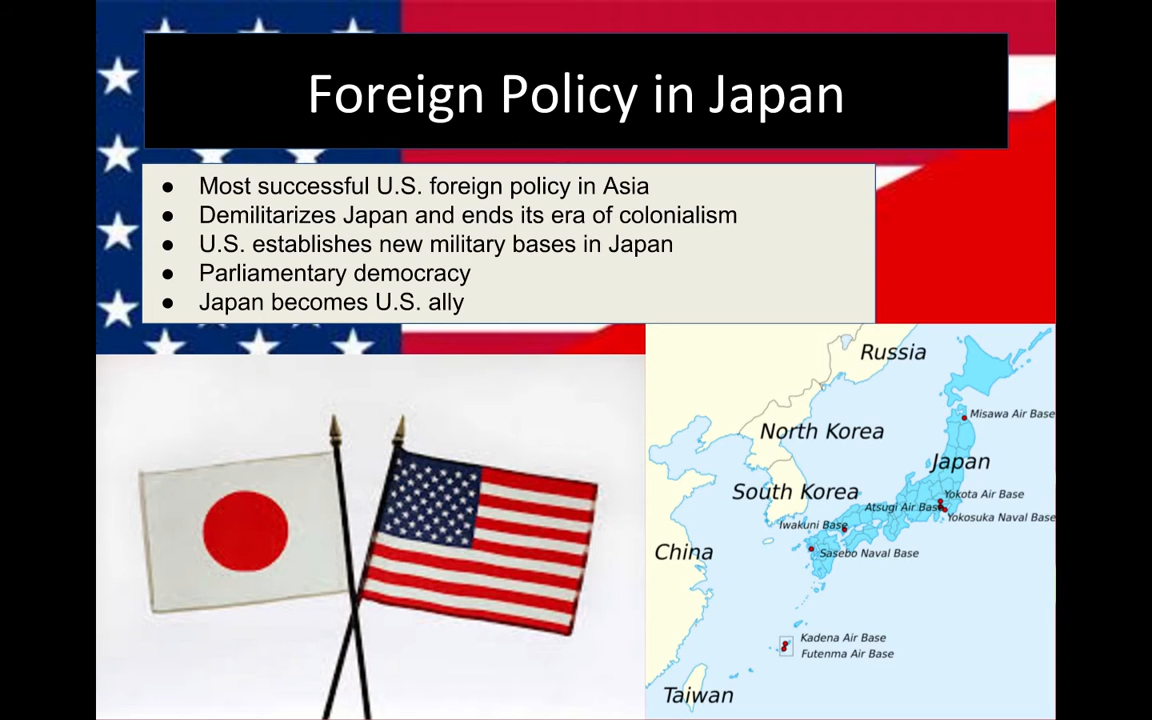 Foreign Policy in Japan
● Most successful U.S. foreign policy in Asia
● Demilitarizes Japan and ends its era of colonialism
● U.S. establishes new military bases in Japan
● Parliamentary democracy
● Japan becomes U.S. ally
Russia
Misawa Air Base
North Korea
Japan
South Korea
Yokota Air Base
Atsugi Air Base
Yokosuka Naval Base
Iwakuni Base
China
Sasebo Naval Base
Kadena Air Base
Futenma Air Base
Taiwan